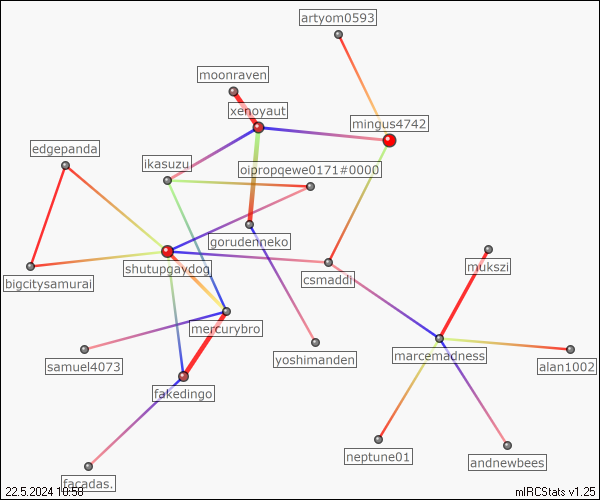 artyom0593
moonraven
xenoyaut
mingus4742
edgepanda
ikasuzu
oipropqewe0171#0000
gorudenneko
shutupgaydog
csmaddi
mukszi
bigcitysamurai
mercurybro
yoshimanden
marcemadness
samuel4073
alan1002
fakedingo
neptune01
andnewbees
facadas.
22.5.2024 10:58
mIRCStats v1.25